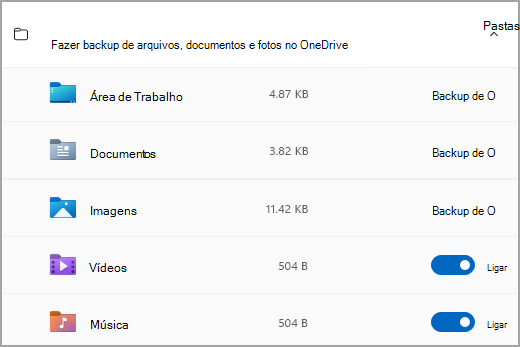 Pastas
Fazer backup de arquivos, documentos e fotos no OneDrive
Área de Trabalho 4.87 KB Backup de O
Documentos 3.82 KB Backup de O
Imagens 11.42 KB Backup de O
Vídeos 504 B Ligar
Música 504 B Ligar